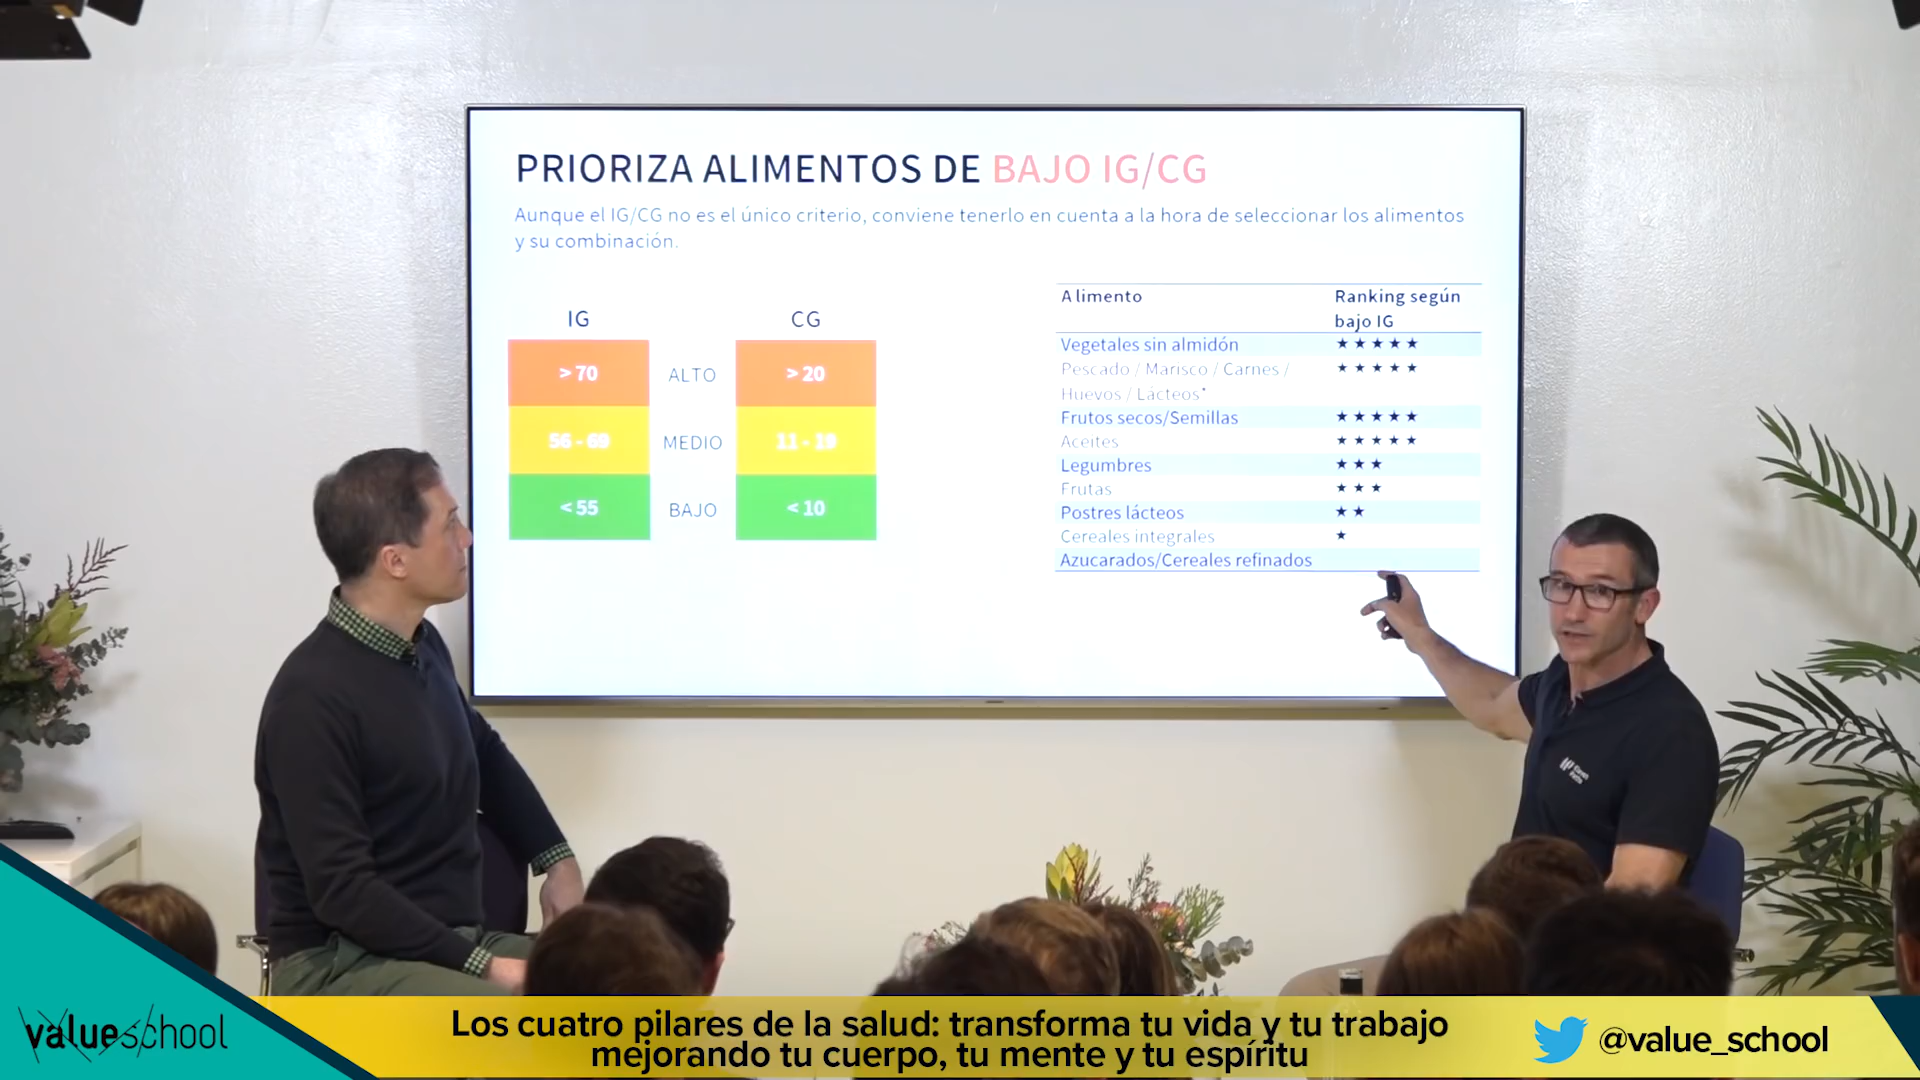 PRIORIZA ALIMENTOS DE BAJO IG/CG
Aunque el IG/CG no es el único criterio, conviene tenerlo en cuenta a la hora de seleccionar los alimentos
y su combinación.
IG CG
> 70 ALTO > 20
56 - 69 MEDIO 11 - 19
< 55 BAJO < 10
Alimento Ranking según
bajo IG
Vegetales sin almidón ★ ★ ★ ★ ★
Pescado / Marisco / Carnes / ★ ★ ★ ★ ★
Huevos / Lácteos*
Frutos secos/Semillas ★ ★ ★ ★ ★
Aceites ★ ★ ★ ★ ★
Legumbres ★ ★ ★
Frutas ★ ★ ★
Postres lácteos ★ ★
Cereales integrales ★
Azucarados/Cereales refinados
valueschool
Los cuatro pilares de la salud: transforma tu vida y tu trabajo
mejorando tu cuerpo, tu mente y tu espíritu
@value_school